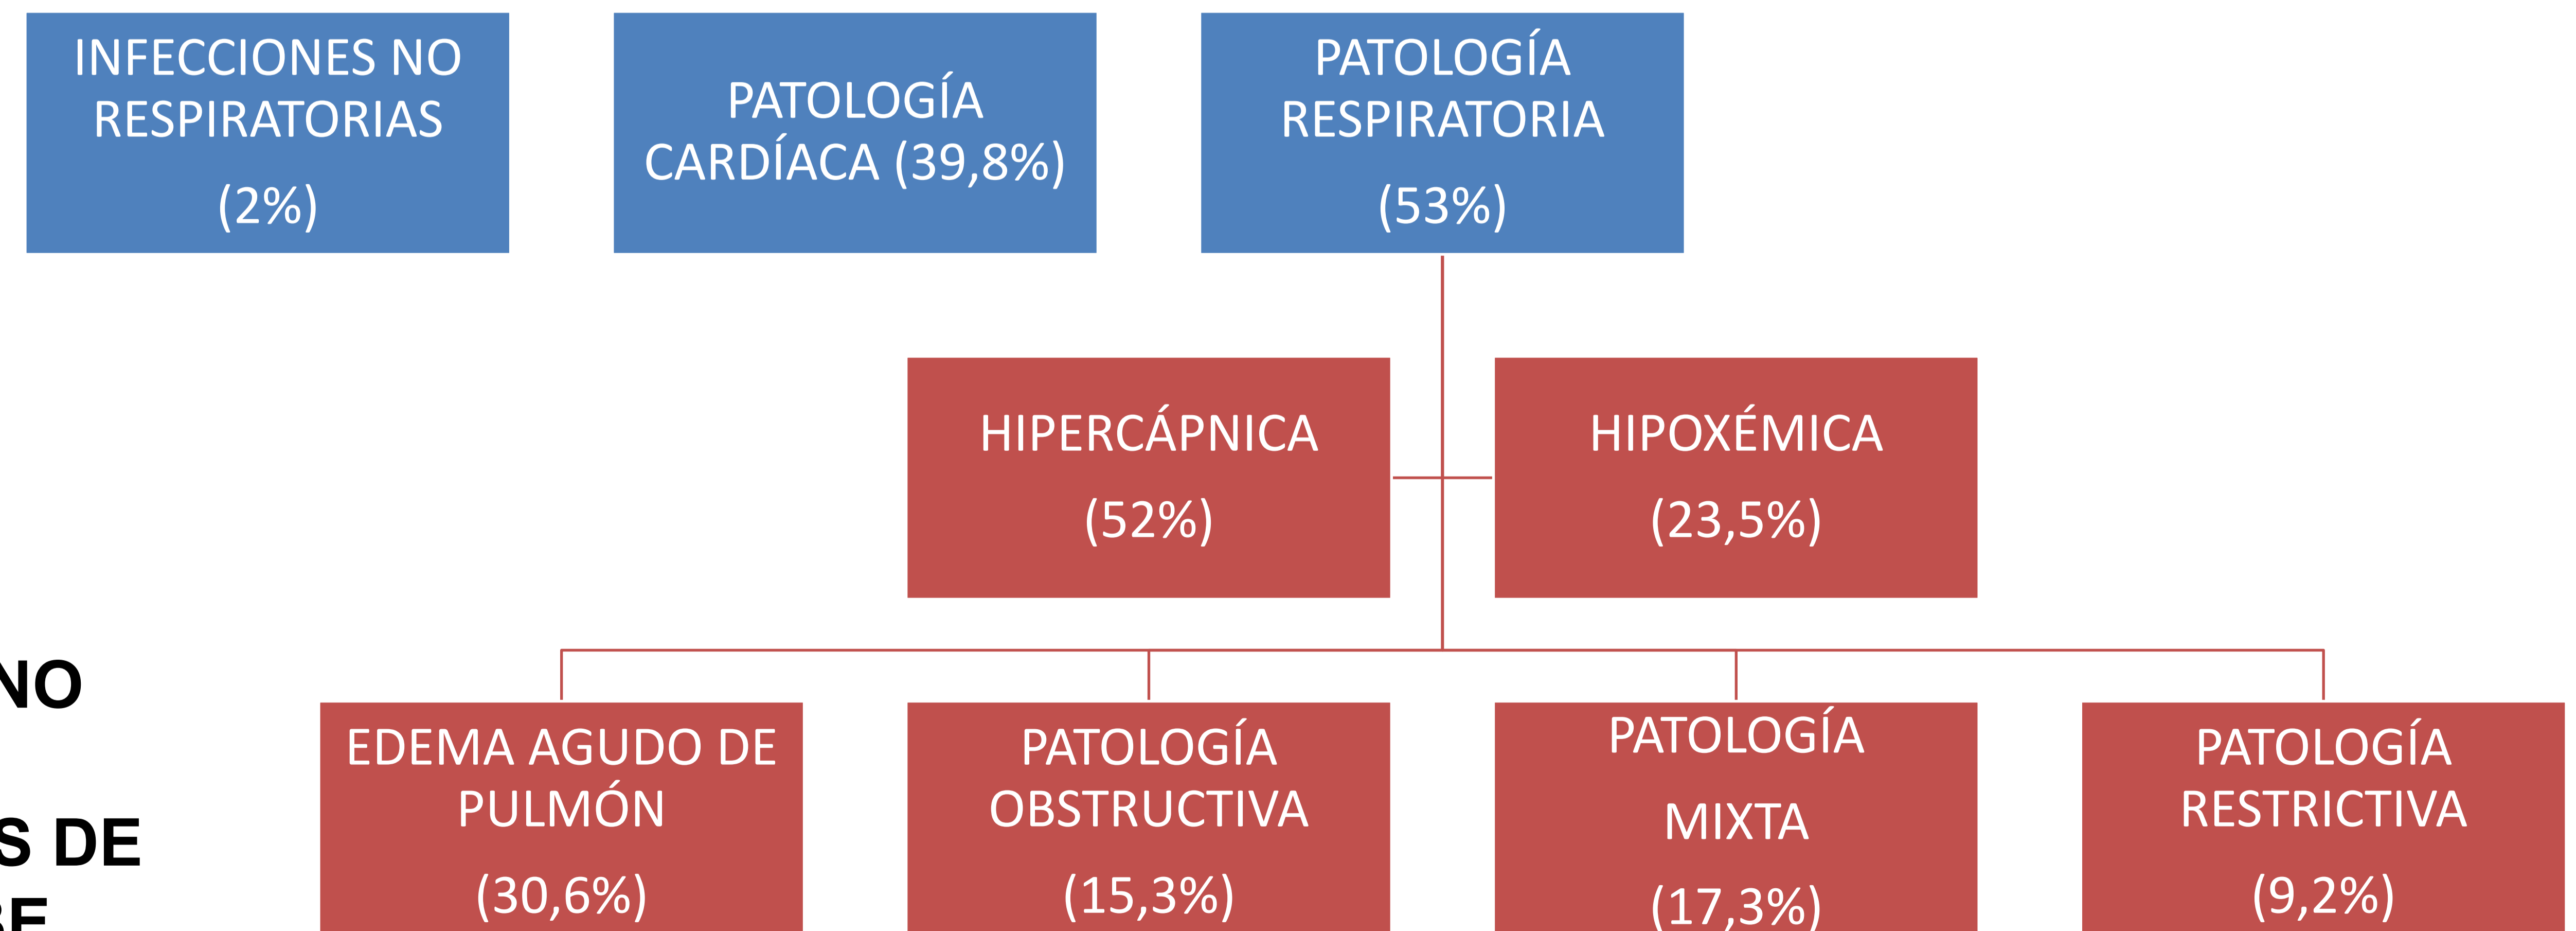 INFECCIONES NO
RESPIRATORIAS
(2%)
PATOLOGÍA
CARDÍACA (39,8%)
PATOLOGÍA
RESPIRATORIA
(53%)
HIPERCÁPNICA
(52%)
HIPOXÉMICA
(23,5%)
NO
S DE
EDEMA AGUDO DE
PULMÓN
(30,6%)
PATOLOGÍA
OBSTRUCTIVA
(15,3%)
PATOLOGÍA
MIXTA
(17,3%)
PATOLOGÍA
RESTRICTIVA
(9,2%)